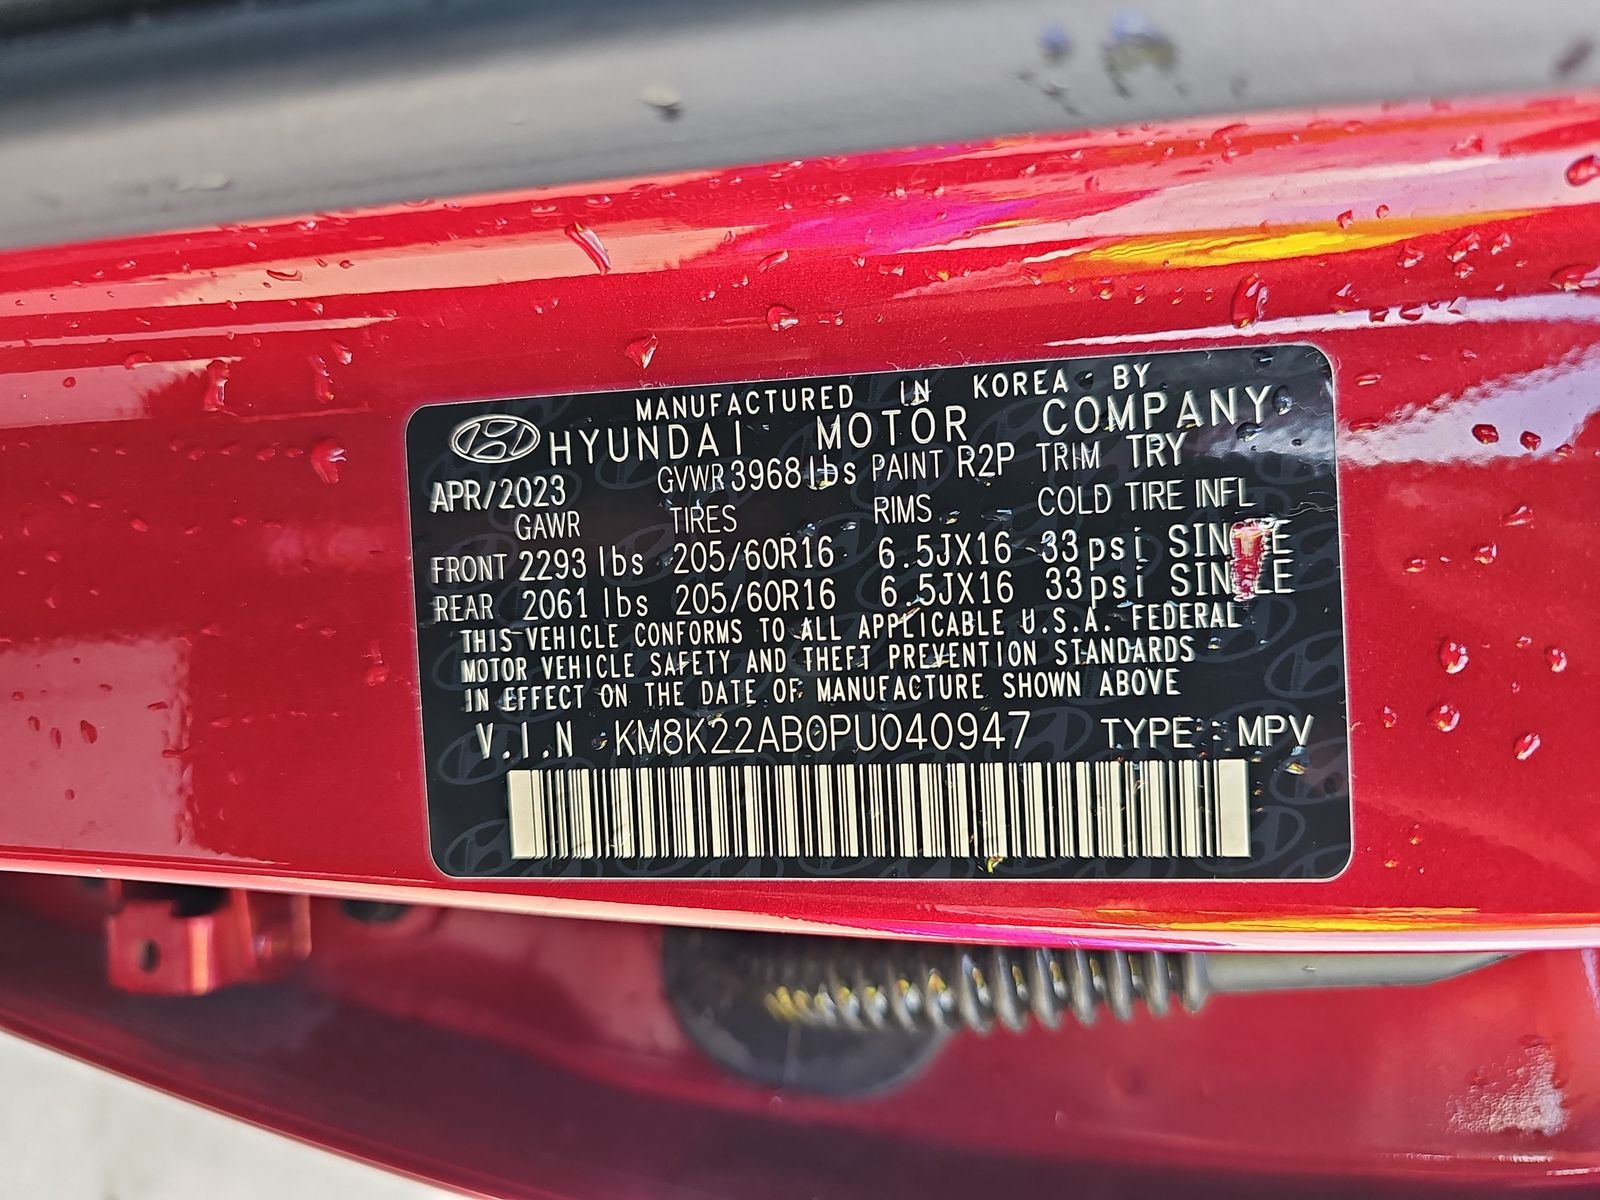 MANUFACTURED IN KOREA BY
HYUNDAI MOTOR COMPANY
APR/2023 GVWR 3968 lbs PAINT R2P TRIM TRY
GAWR TIRES RIMS COLD TIRE INFL
FRONT 2293 lbs 205/60R16 6.5JX16 33psi SINGLE
REAR 2061 lbs 205/60R16 6.5JX16 33psi SINGLE
THIS VEHICLE CONFORMS TO ALL APPLICABLE U.S.A. FEDERAL
MOTOR VEHICLE SAFETY AND THEFT PREVENTION STANDARDS
IN EFFECT ON THE DATE OF MANUFACTURE SHOWN ABOVE
V.I.N : KM8K22AB0PU040947 TYPE : MPV